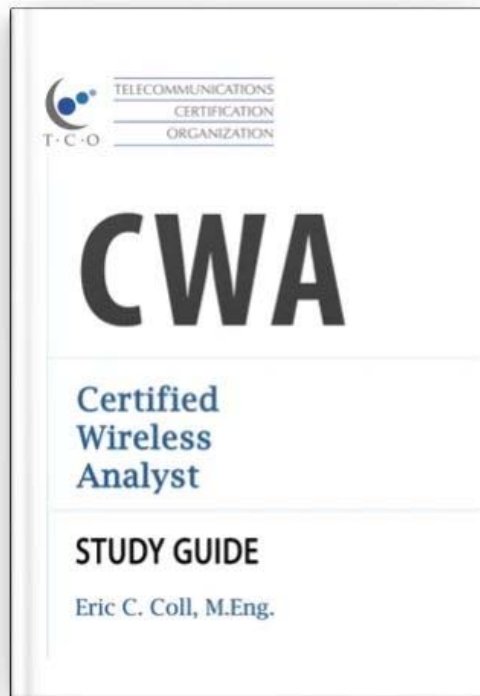 TELECOMMUNICATIONS
CERTIFICATION
ORGANIZATION
T·C·O
CWA
Certified
Wireless
Analyst
STUDY GUIDE
Eric C. Coll, M.Eng.